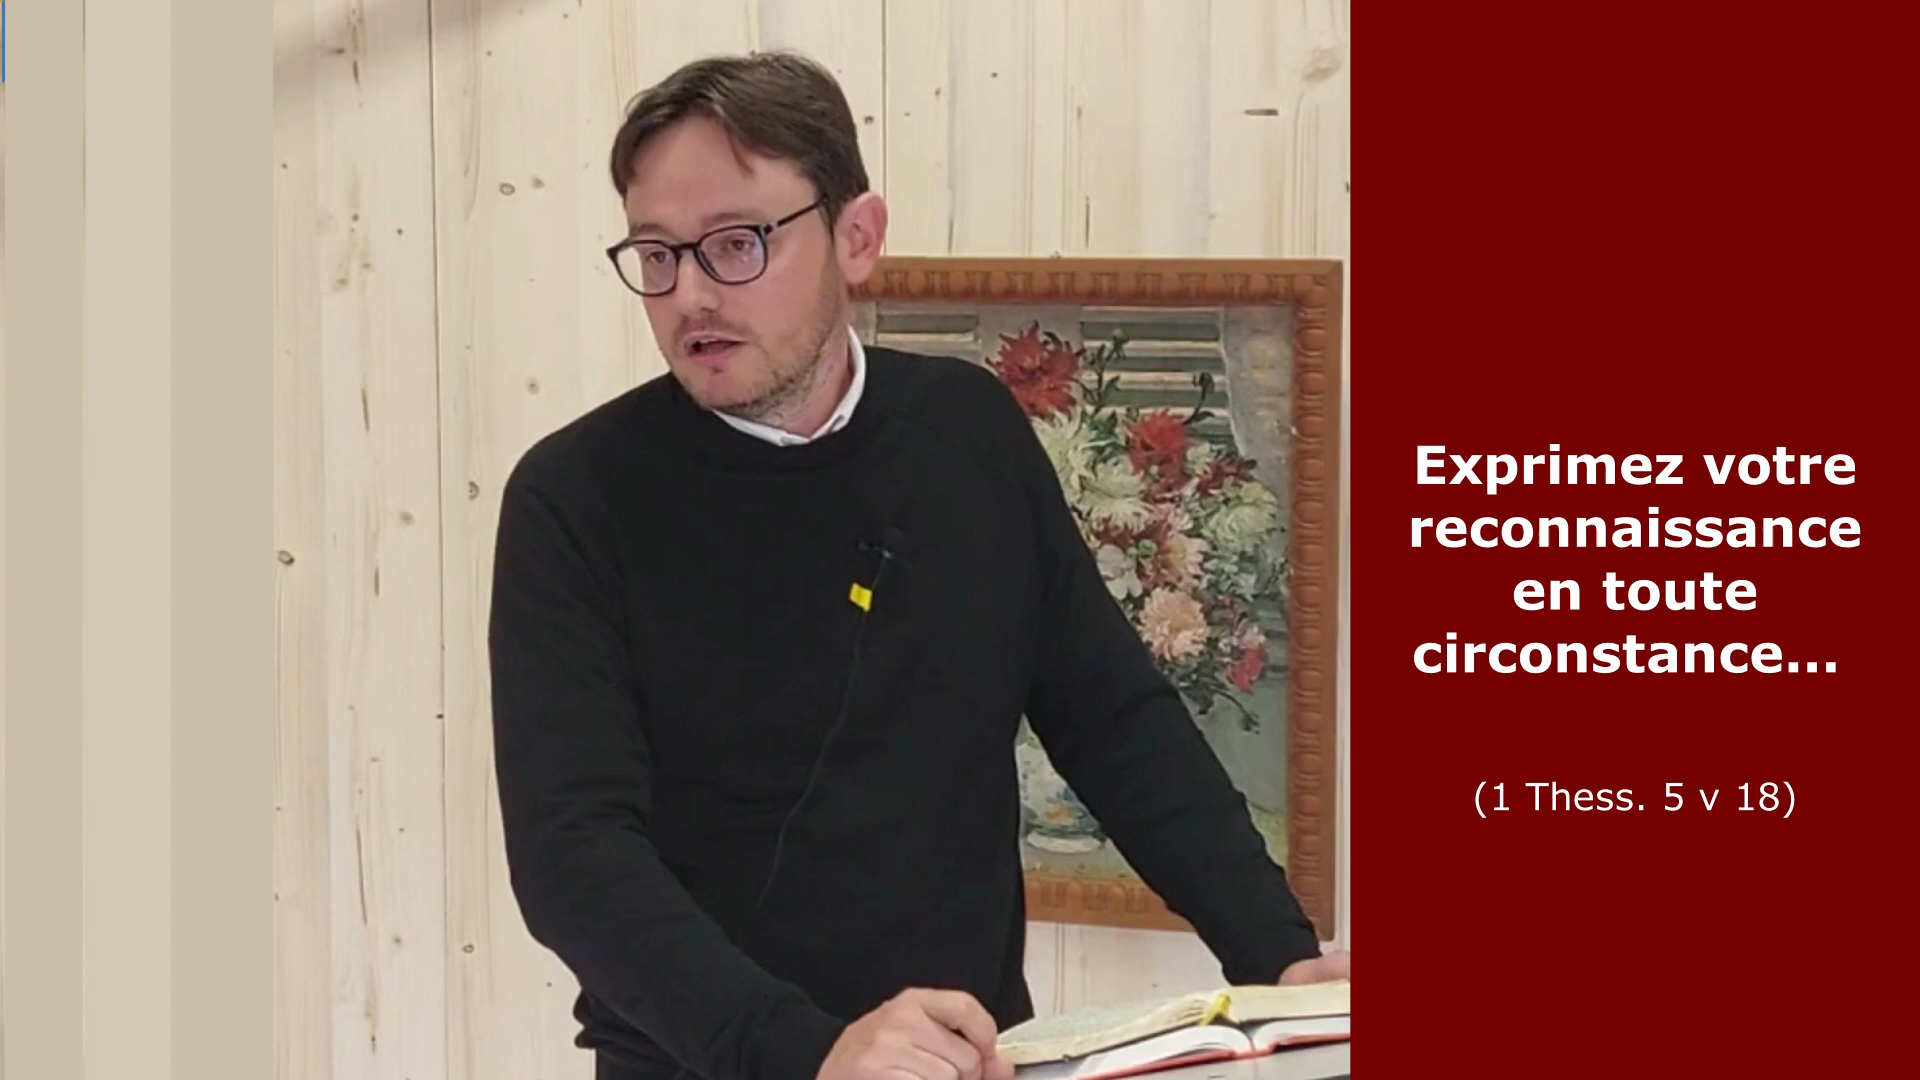 Exprimez votre
reconnaissance
en toute
circonstance...
(1 Thess. 5 v 18)